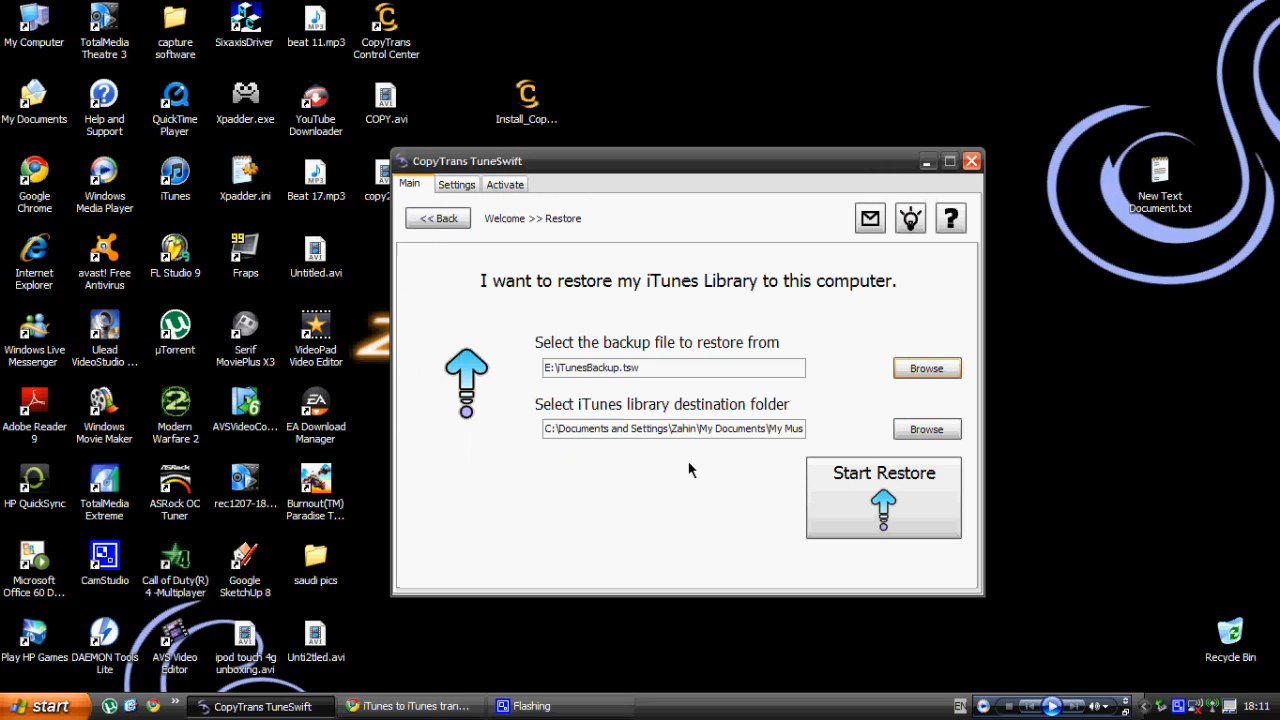 My Computer
TotalMedia
Theatre 3
capture
software
SixaxisDriver
beat 11.mp3
CopyTrans
Control Center
My Documents
Help and
Support
QuickTime
Player
Xpadder.exe
YouTube
Downloader
COPY.avi
Install_Cop...
Google
Chrome
Windows
Media Player
iTunes
Xpadder.ini
Beat 17.mp3
copy2
New Text
Document.txt
Internet
Explorer
avast! Free
Antivirus
FL Studio 9
99
Fraps
Untitled.avi
Windows Live
Messenger
Ulead
VideoStudio ...
µTorrent
Serif
MoviePlus X3
VideoPad
Video Editor
Adobe Reader
9
Windows
Movie Maker
Modern
Warfare 2
AVSVideoCo...
EA Download
Manager
HP QuickSync
TotalMedia
Extreme
ASRock OC
Tuner
rec1207-18...
Burnout(TM)
Paradise T...
Microsoft
Office 60 D...
CamStudio
Call of Duty(R)
4 -Multiplayer
Google
SketchUp 8
saudi pics
Play HP Games
DAEMON Tools
Lite
AVS Video
Editor
ipod touch 4g
unboxing.avi
Unti2tled.avi
Recycle Bin
CopyTrans TuneSwift
Main
Settings
Activate
<< Back
Welcome >> Restore
?
I want to restore my iTunes Library to this computer.
Select the backup file to restore from
E:\iTunesBackup.tsw
Browse
Select iTunes library destination folder
C:\Documents and Settings\Zahin\My Documents\My Mus
Browse
Start Restore
start
CopyTrans TuneSwift
iTunes to iTunes tran...
Flashing
EN
18:11